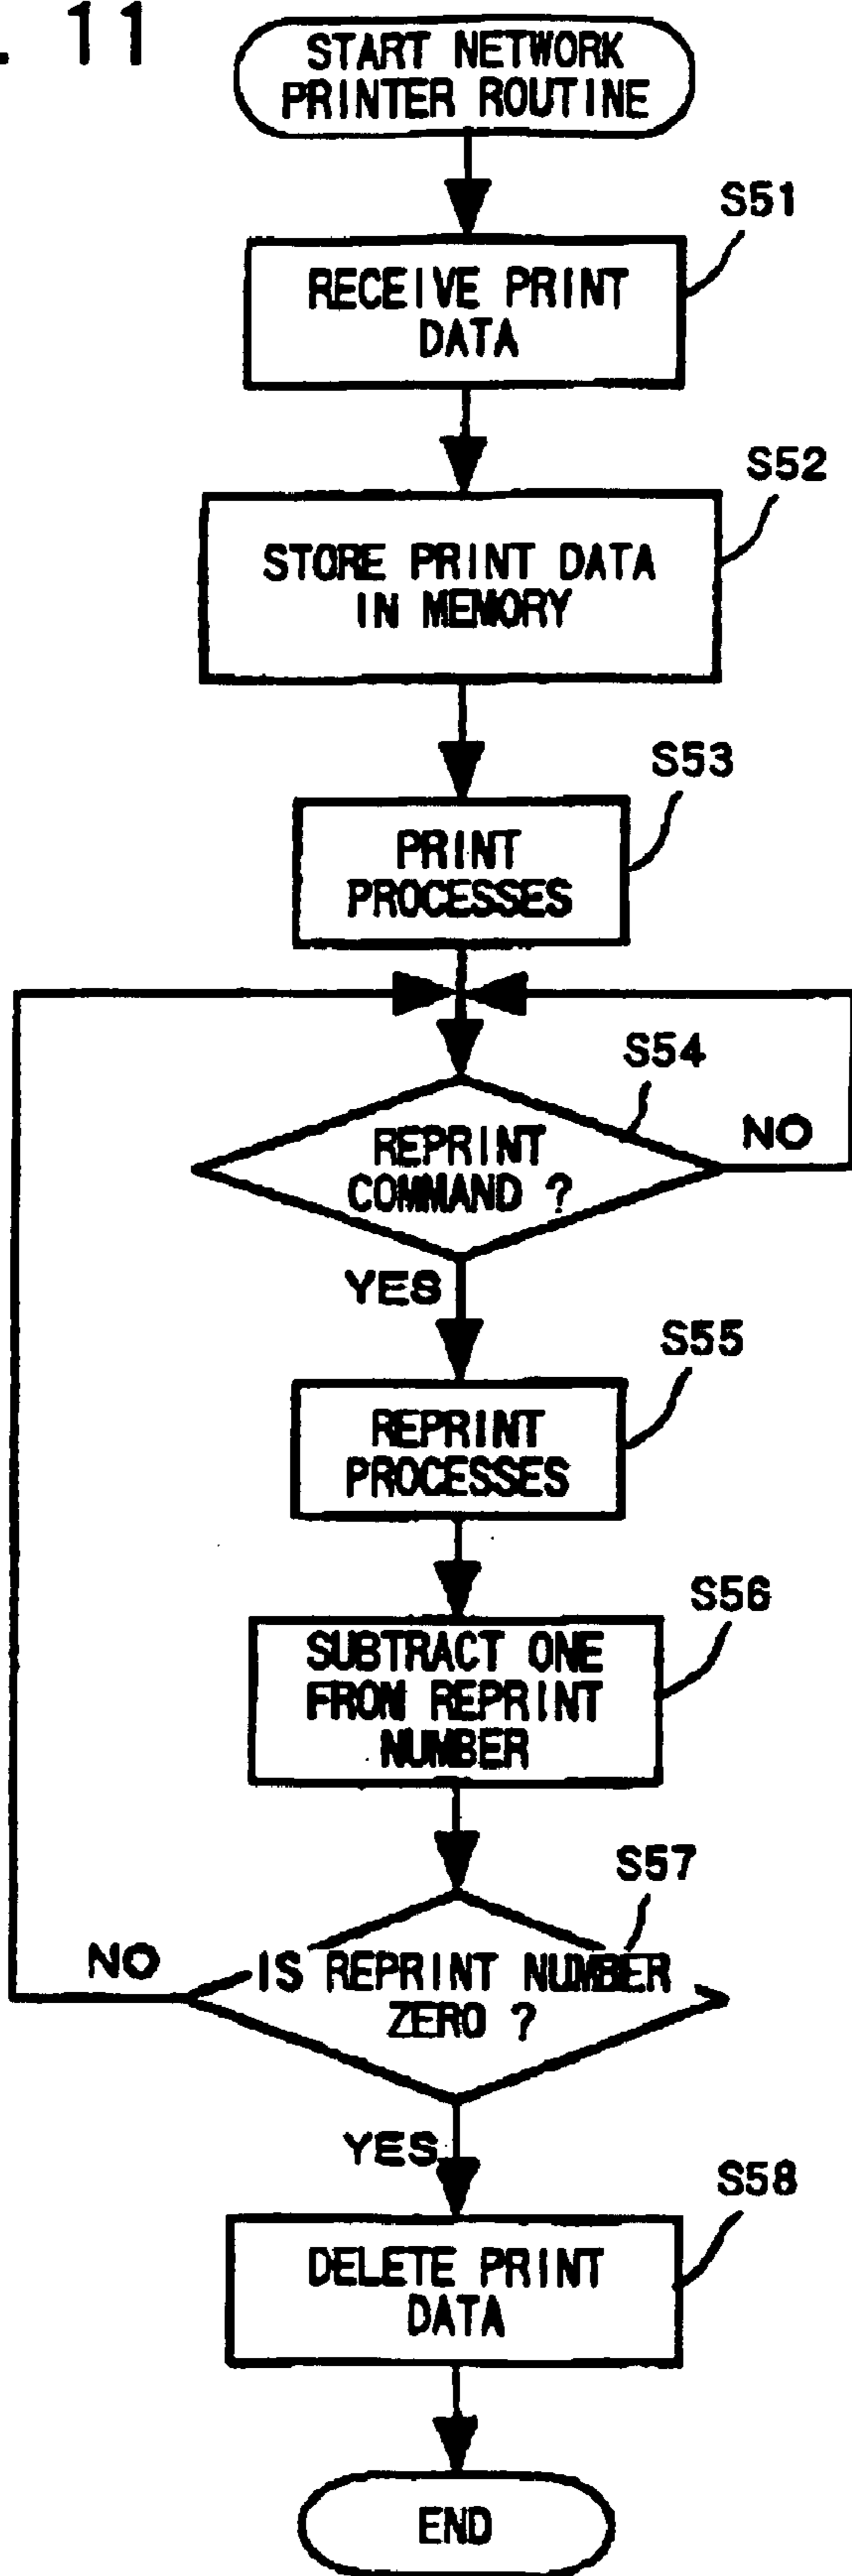 . 11
START NETWORK
PRINTER ROUTINE
S51
RECEIVE PRINT
DATA
S52
STORE PRINT DATA
IN MEMORY
S53
PRINT
PROCESSES
S54
REPRINT
COMMAND ?
NO
YES
S55
REPRINT
PROCESSES
S56
SUBTRACT ONE
FROM REPRINT
NUMBER
S57
IS REPRINT NUMBER
ZERO ?
NO
YES
S58
DELETE PRINT
DATA
END